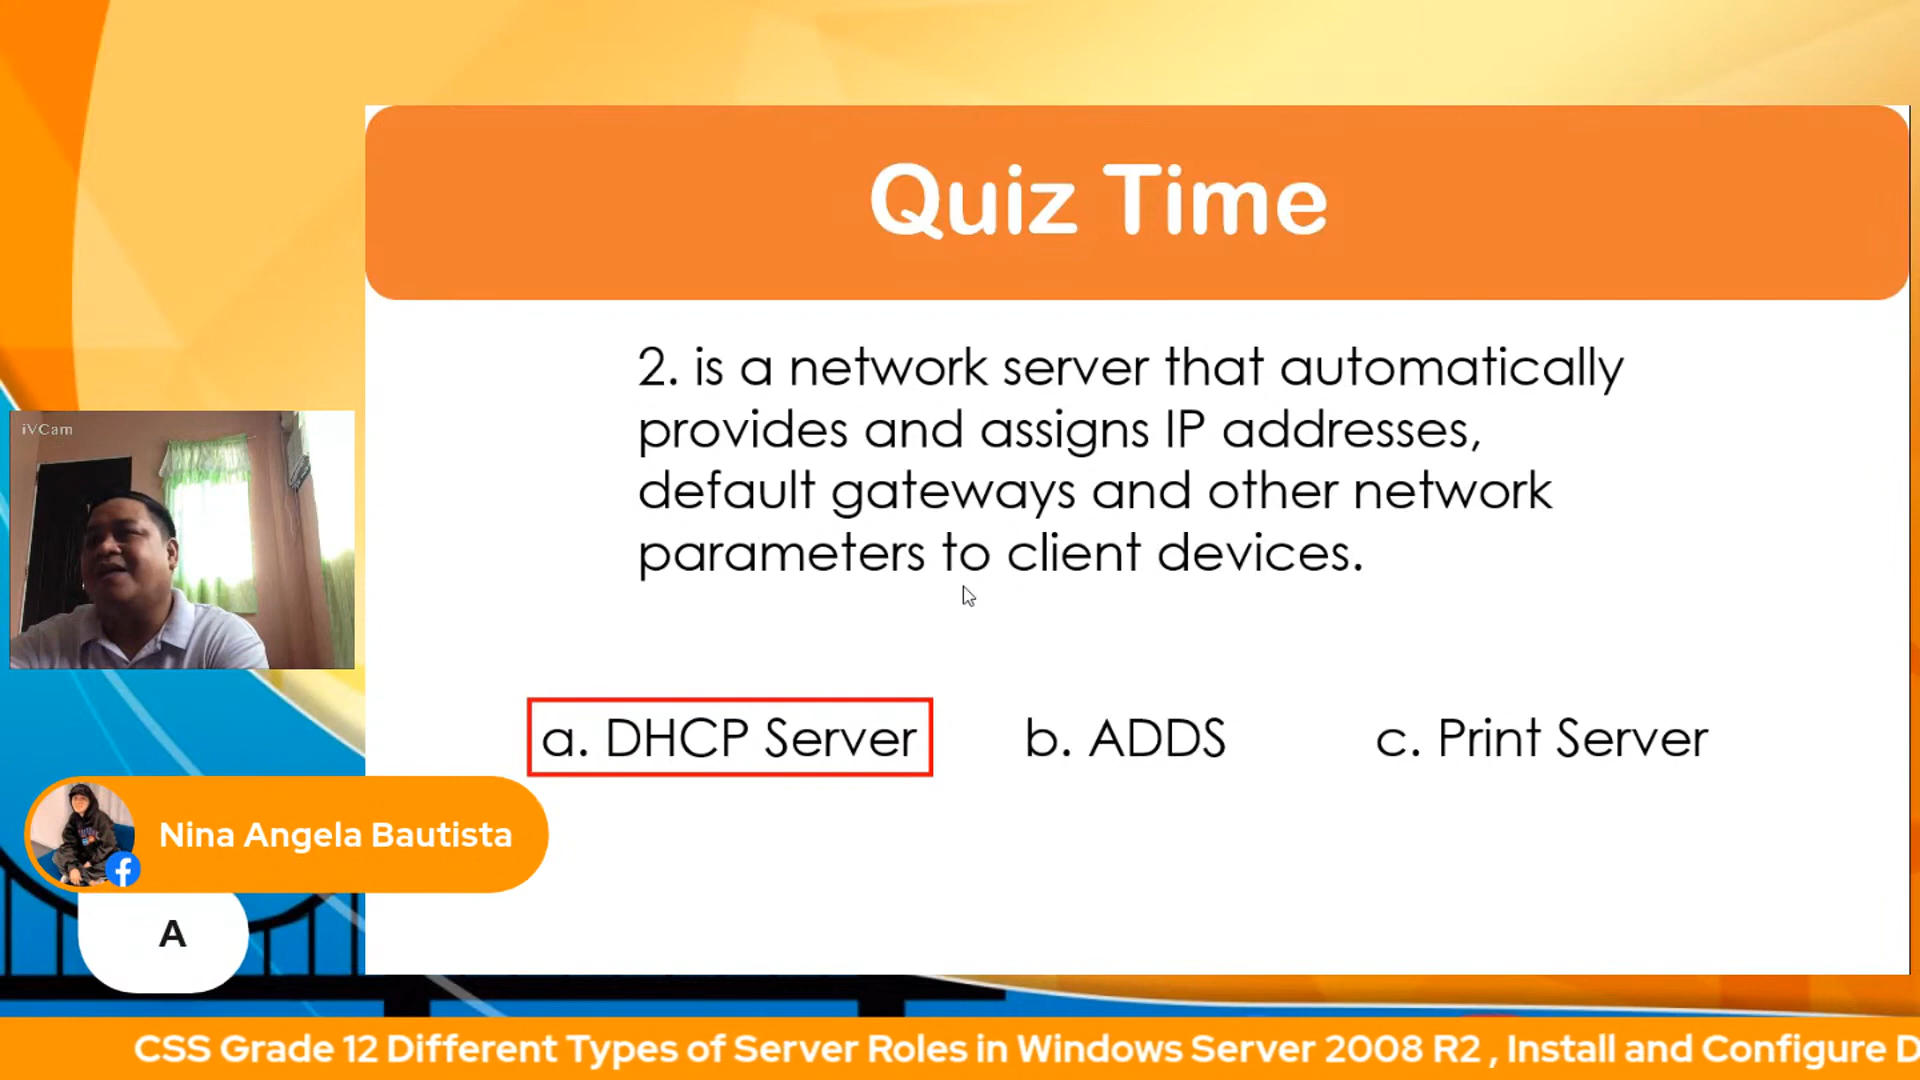 Quiz Time
2. is a network server that automatically
provides and assigns IP addresses,
default gateways and other network
parameters to client devices.
iVCam
a. DHCP Server b. ADDS c. Print Server
Nina Angela Bautista
A
CSS Grade 12 Different Types of Server Roles in Windows Server 2008 R2 , Install and Configure D